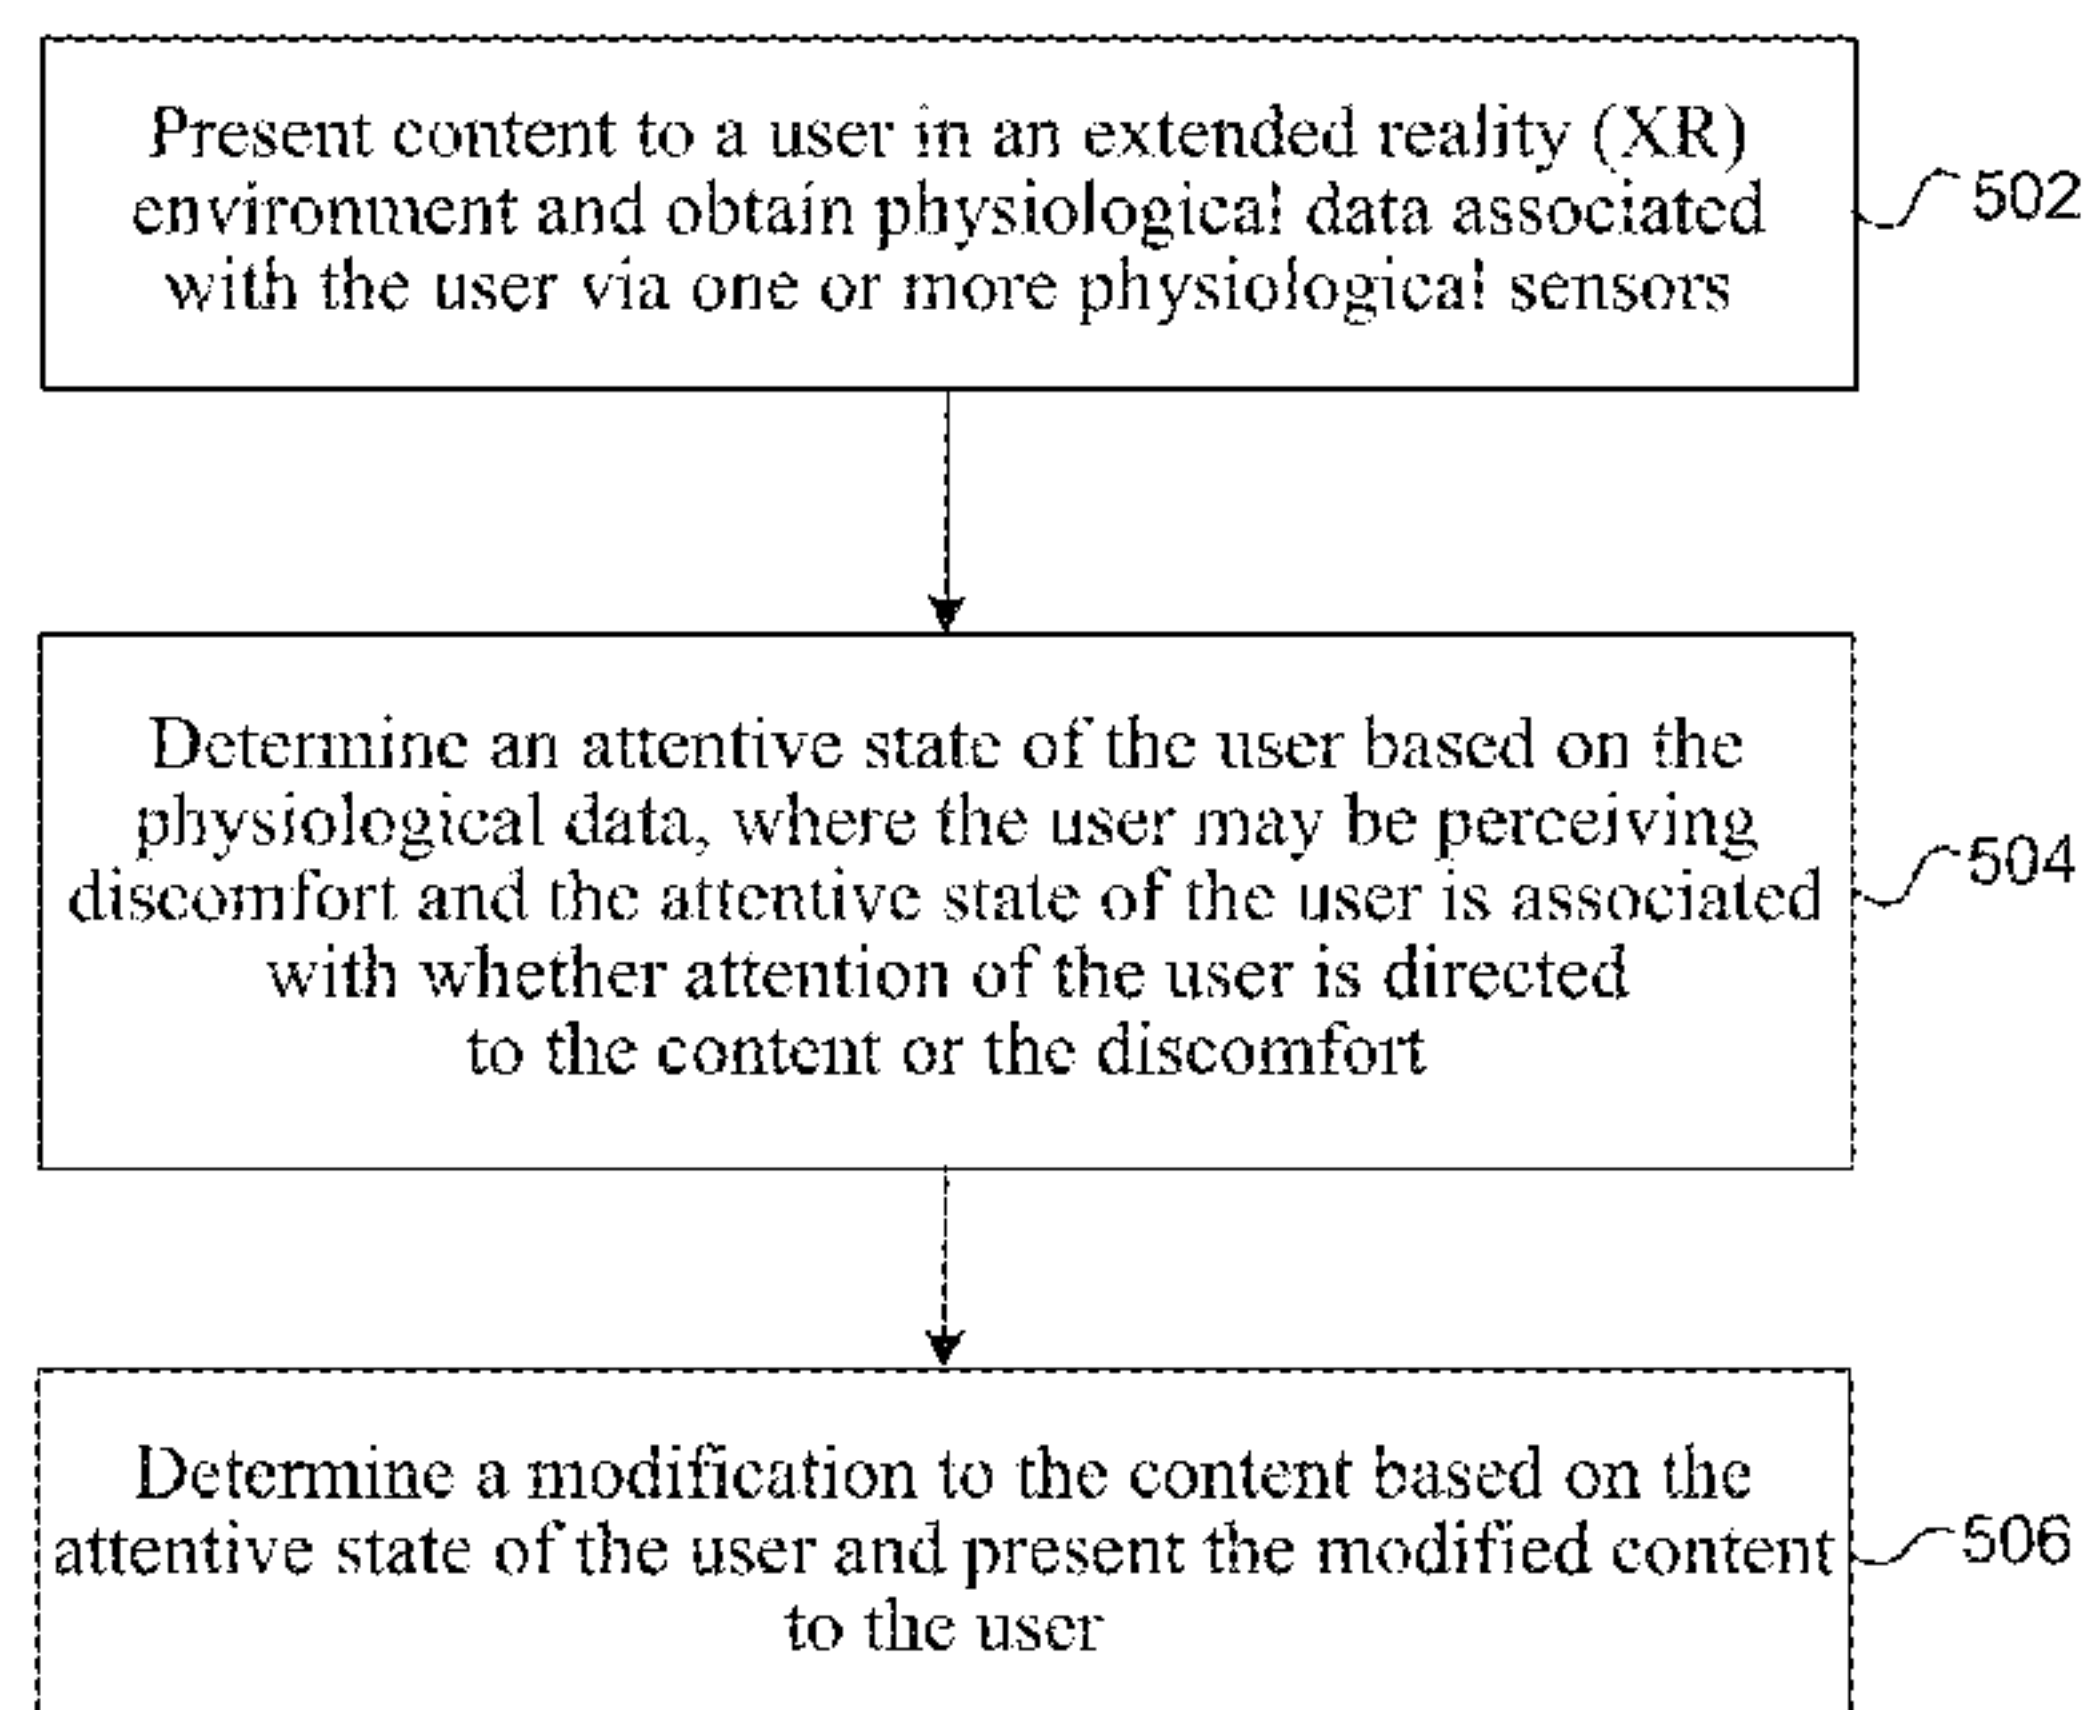 Present content to a user in an extended reality (XR)
environment and obtain physiological data associated
with the user via one or more physiological sensors
502
Determine an attentive state of the user based on the
physiological data, where the user may be perceiving
discomfort and the attentive state of the user is associated
with whether attention of the user is directed
to the content or the discomfort
504
Determine a modification to the content based on the
attentive state of the user and present the modified content
to the user
506